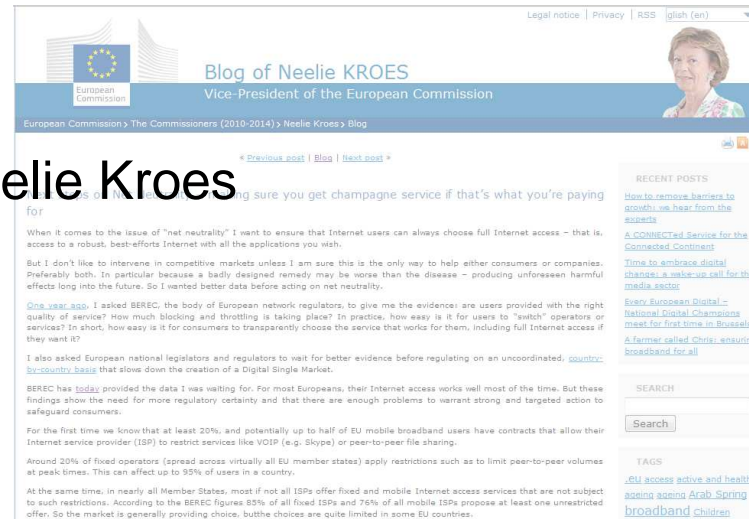 Legal notice | Privacy | RSS glish (en)
European
Commission
Blog of Neelie KROES
Vice-President of the European Commission
European Commission > The Commissioners (2010-2014) > Neelie Kroes > Blog
« Previous post | Blog | Next post »
elie Kroes
sure you get champagne service if that's what you're paying
for
When it comes to the issue of "net neutrality" I want to ensure that Internet users can always choose full Internet access – that is,
access to a robust, best-efforts Internet with all the applications you wish.
But I don't like to intervene in competitive markets unless I am sure this is the only way to help either consumers or companies.
Preferably both. In particular because a badly designed remedy may be worse than the disease – producing unforeseen harmful
effects long into the future. So I wanted better data before acting on net neutrality.
One year ago, I asked BEREC, the body of European network regulators, to give me the evidence: are users provided with the right
quality of service? How much blocking and throttling is taking place? In practice, how easy is it for users to "switch" operators or
services? In short, how easy is it for consumers to transparently choose the service that works for them, including full Internet access if
they want it?
I also asked European national legislators and regulators to wait for better evidence before regulating on an uncoordinated, country-
by-country basis that slows down the creation of a Digital Single Market.
BEREC has today provided the data I was waiting for. For most Europeans, their Internet access works well most of the time. But these
findings show the need for more regulatory certainty and that there are enough problems to warrant strong and targeted action to
safeguard consumers.
For the first time we know that at least 20%, and potentially up to half of EU mobile broadband users have contracts that allow their
Internet service provider (ISP) to restrict services like VOIP (e.g. Skype) or peer-to-peer file sharing.
Around 20% of fixed operators (spread across virtually all EU member states) apply restrictions such as to limit peer-to-peer volumes
at peak times. This can affect up to 95% of users in a country.
At the same time, in nearly all Member States, most if not all ISPs offer fixed and mobile Internet access services that are not subject
to such restrictions. According to the BEREC figures 85% of all fixed ISPs and 76% of all mobile ISPs propose at least one unrestricted
offer. So the market is generally providing choice, butthe choices are quite limited in some EU countries.
RECENT POSTS
How to remove barriers to
growth: we hear from the
experts
A CONNECTed Service for the
Connected Continent
Time to embrace digital
change: a wake-up call for th
media sector
Every European Digital –
National Digital Champions
meet for first time in Brussels
A farmer called Chris: ensurin
broadband for all
SEARCH
Search
TAGS
.EU access active and health
ageing ageing Arab Spring
broadband Children